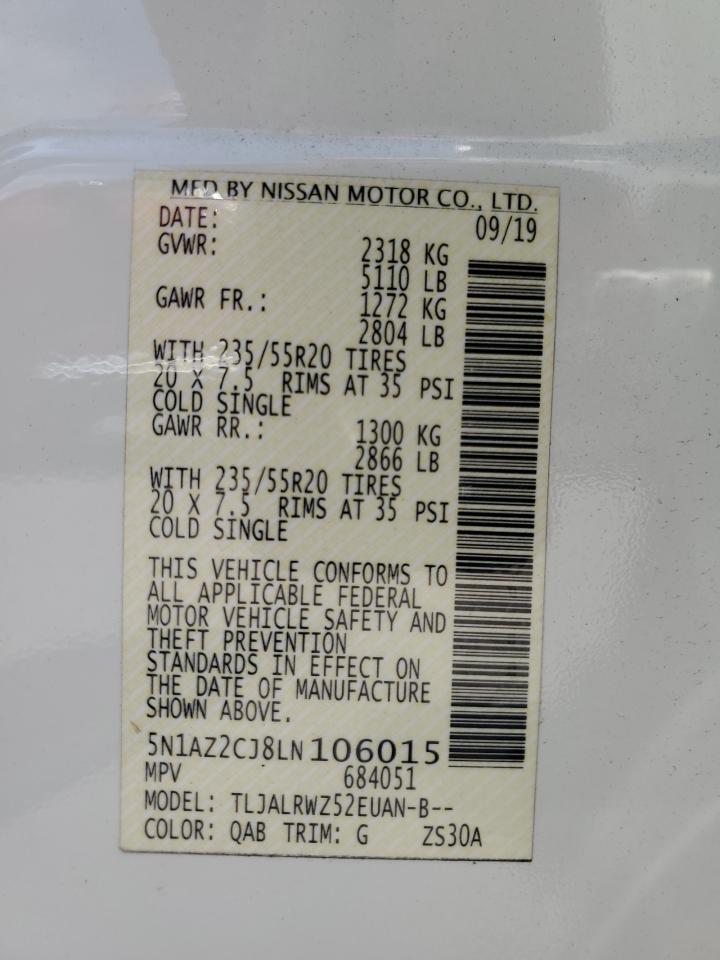 MFD BY NISSAN MOTOR CO., LTD.
DATE: 09/19
GVWR: 2318 KG
5110 LB
GAWR FR.: 1272 KG
2804 LB
WITH 235/55R20 TIRES
20 X 7.5 RIMS AT 35 PSI
COLD SINGLE
GAWR RR.: 1300 KG
2866 LB
WITH 235/55R20 TIRES
20 X 7.5 RIMS AT 35 PSI
COLD SINGLE
THIS VEHICLE CONFORMS TO
ALL APPLICABLE FEDERAL
MOTOR VEHICLE SAFETY AND
THEFT PREVENTION
STANDARDS IN EFFECT ON
THE DATE OF MANUFACTURE
SHOWN ABOVE.
5N1AZ2CJ8LN106015
MPV 684051
MODEL: TLJALRWZ52EUAN-B--
COLOR: QAB TRIM: G ZS30A